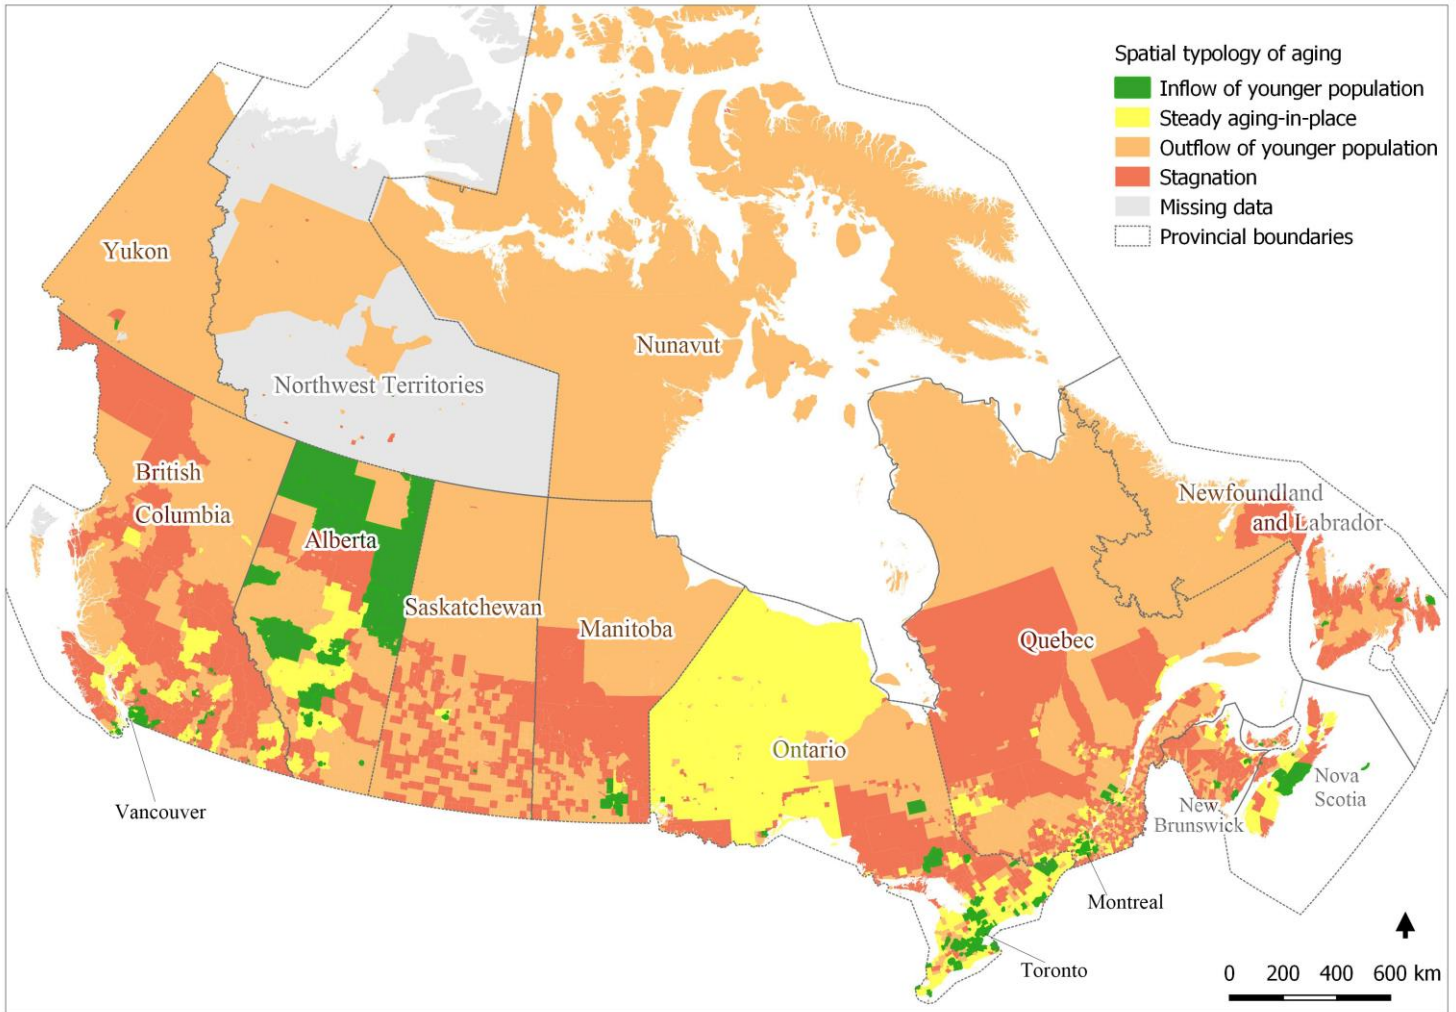 Spatial typology of aging
Inflow of younger population
Steady aging-in-place
Outflow of younger population
Stagnation
Missing data
Provincial boundaries
Yukon
Nunavut
Northwest Territories
British
Columbia
Alberta
Saskatchewan
Manitoba
Ontario
Quebec
Newfoundland
and Labrador
New
Brunswick
Nova
Scotia
Vancouver
Montreal
Toronto
0 200 400 600 km